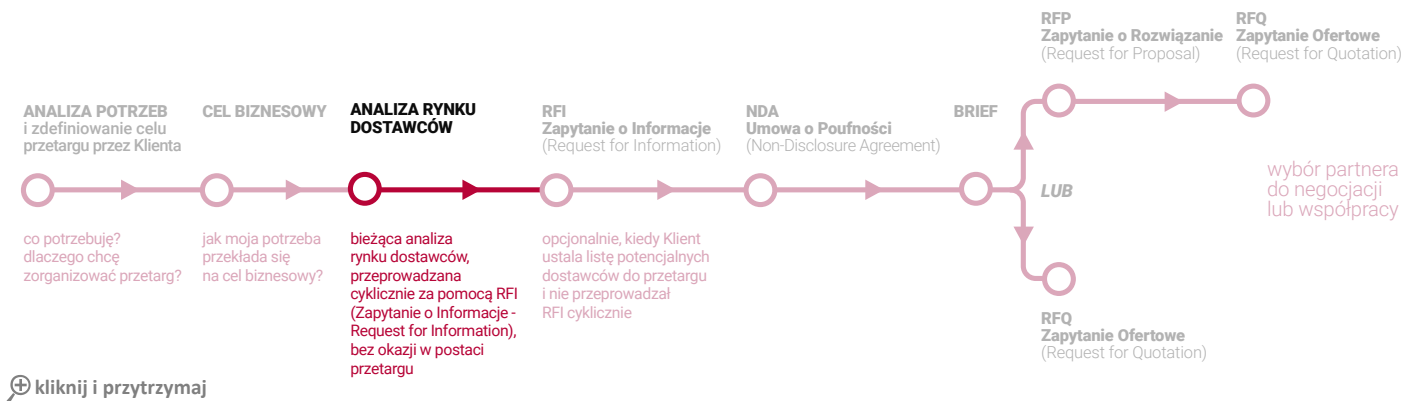 ANALIZA POTRZEB
i zdefiniowanie celu
przetargu przez Klienta
co potrzebuję?
dlaczego chcę
zorganizować przetarg?
CEL BIZNESOWY
jak moja potrzeba
przekłada się
na cel biznesowy?
ANALIZA RYNKU
DOSTAWCÓW
bieżąca analiza
rynku dostawców,
przeprowadzana
cyklicznie za pomocą RFI
(Zapytanie o Informacje -
Request for Information),
bez okazji w postaci
przetargu
RFI
Zapytanie o Informacje
(Request for Information)
opcjonalnie, kiedy Klient
ustala listę potencjalnych
dostawców do przetargu
i nie przeprowadzał
RFI cyklicznie
NDA
Umowa o Poufności
(Non-Disclosure Agreement)
BRIEF
RFP
Zapytanie o Rozwiązanie
(Request for Proposal)
RFQ
Zapytanie Ofertowe
(Request for Quotation)
LUB
RFQ
Zapytanie Ofertowe
(Request for Quotation)
wybór partnera
do negocjacji
lub współpracy
kliknij i przytrzymaj